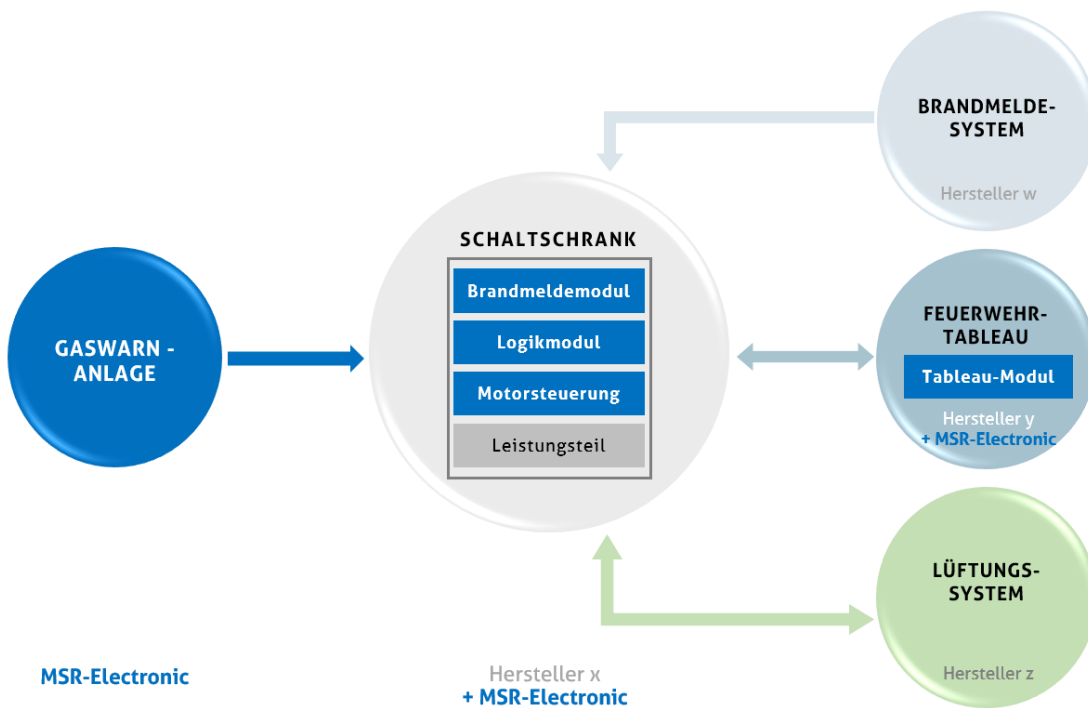 BRANDMELDE-
SYSTEM
Hersteller w
SCHALTSCHRANK
Brandmeldemodul
Logikmodul
Motorsteuerung
Leistungsteil
GASWARN -
ANLAGE
FEUERWEHR-
TABLEAU
Tableau-Modul
Hersteller y
+ MSR-Electronic
LÜFTUNGS-
SYSTEM
Hersteller z
MSR-Electronic
Hersteller x
+ MSR-Electronic